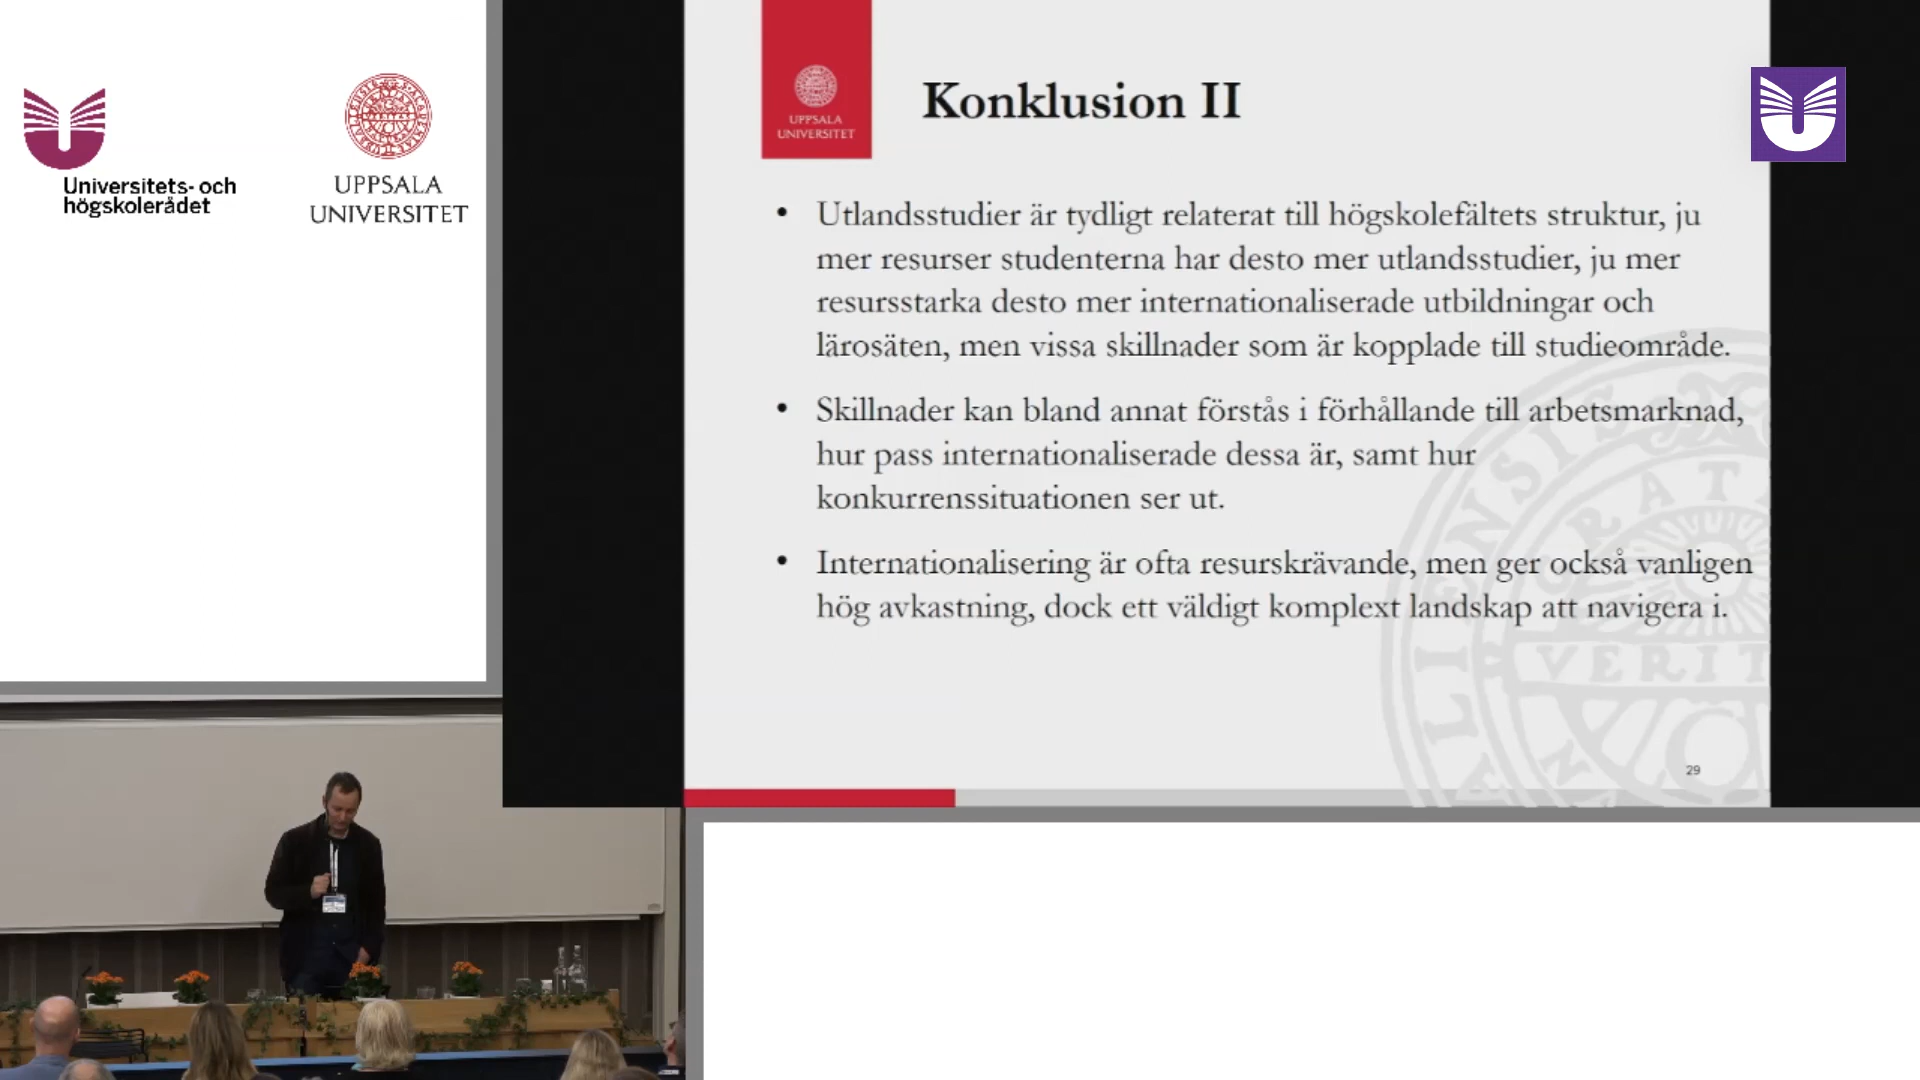 Universitets- och
högskolerådet
UPPSALA
UNIVERSITET
UPPSALA
UNIVERSITET
Konklusion II
• Utlandsstudier är tydligt relaterat till högskolefältets struktur, ju
mer resurser studenterna har desto mer utlandsstudier, ju mer
resursstarka desto mer internationaliserade utbildningar och
lärosäten, men vissa skillnader som är kopplade till studieområde.
• Skillnader kan bland annat förstås i förhållande till arbetsmarknad,
hur pass internationaliserade dessa är, samt hur
konkurrenssituationen ser ut.
• Internationalisering är ofta resurskrävande, men ger också vanligen
hög avkastning, dock ett väldigt komplext landskap att navigera i.
29